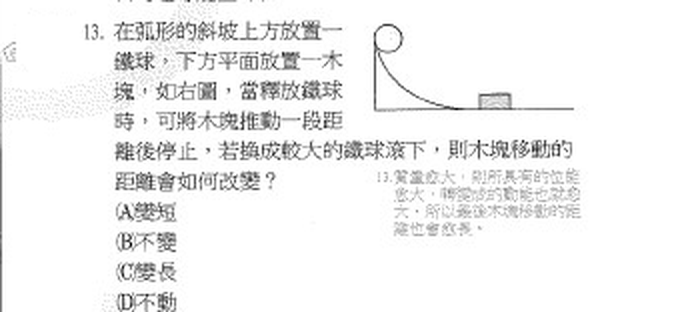 13. 在弧形的斜坡上方放置一
鐵球，下方平面放置一木
塊，如右圖，當釋放鐵球
時，可將木塊推動一段距
離後停止，若換成較大的鐵球滾下，則木塊移動的
距離會如何改變？
13.質量愈大，則所具有的位能
愈大，轉變成的動能也就愈
大，所以最後木塊移動的距
離也會愈長。
(A)變短
(B)不變
(C)變長
(D)不動